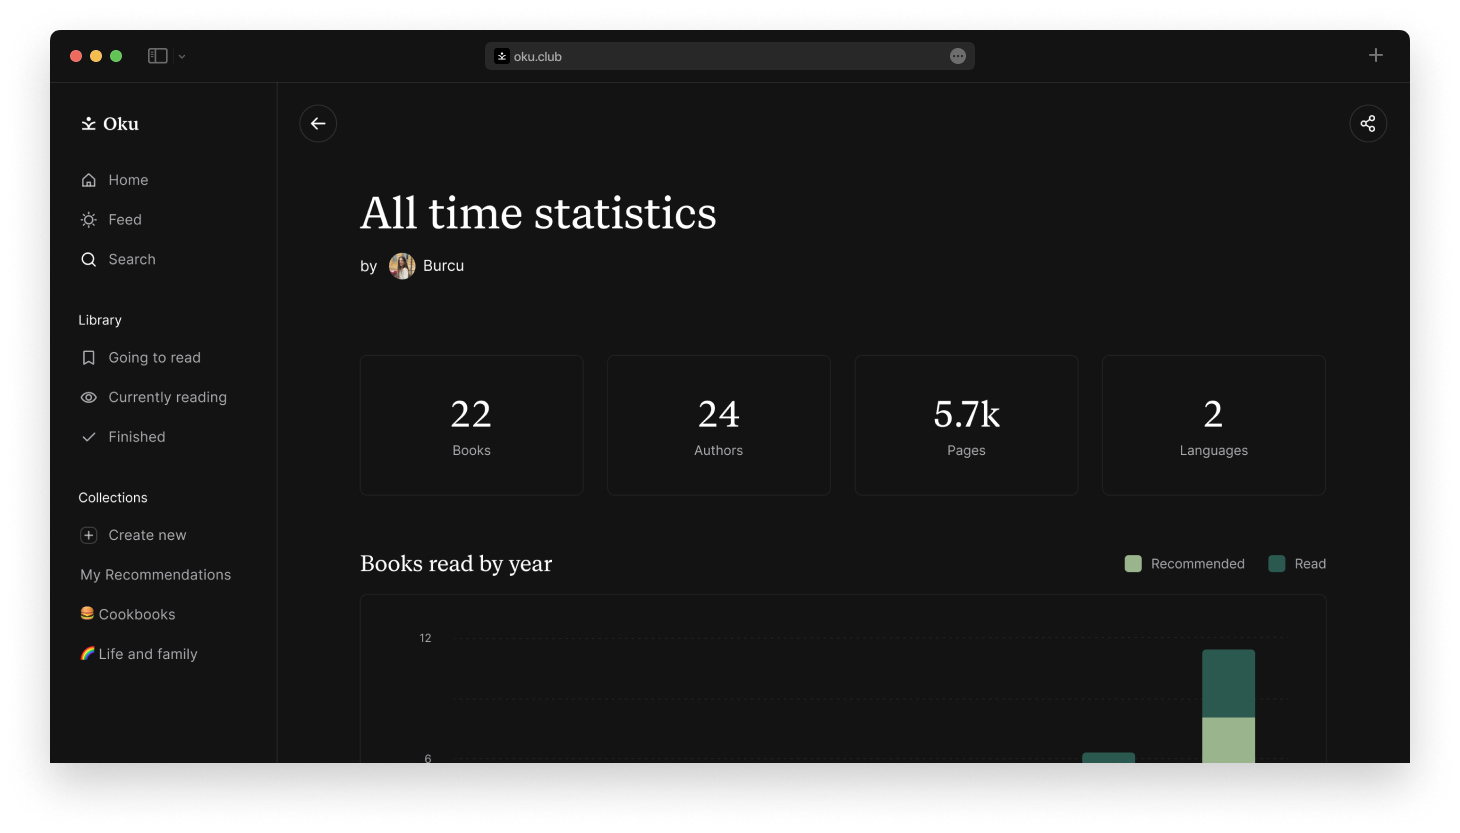 oku.club
Oku
Home
Feed
Search
Library
Going to read
Currently reading
Finished
Collections
Create new
My Recommendations
🍔 Cookbooks
🌈 Life and family
All time statistics
by Burcu
22
Books
24
Authors
5.7k
Pages
2
Languages
Books read by year
Recommended
Read
12
6